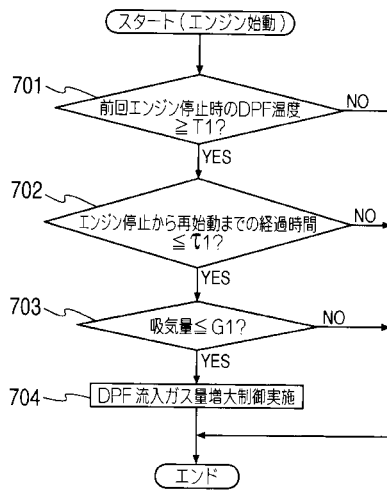 スタート(エンジン始動)
701
前回エンジン停止時のDPF温度
≧T1?
NO
YES
702
エンジン停止から再始動までの経過時間
≦τ1?
NO
YES
703
吸気量≦G1?
NO
YES
704
DPF流入ガス量増大制御実施
エンド